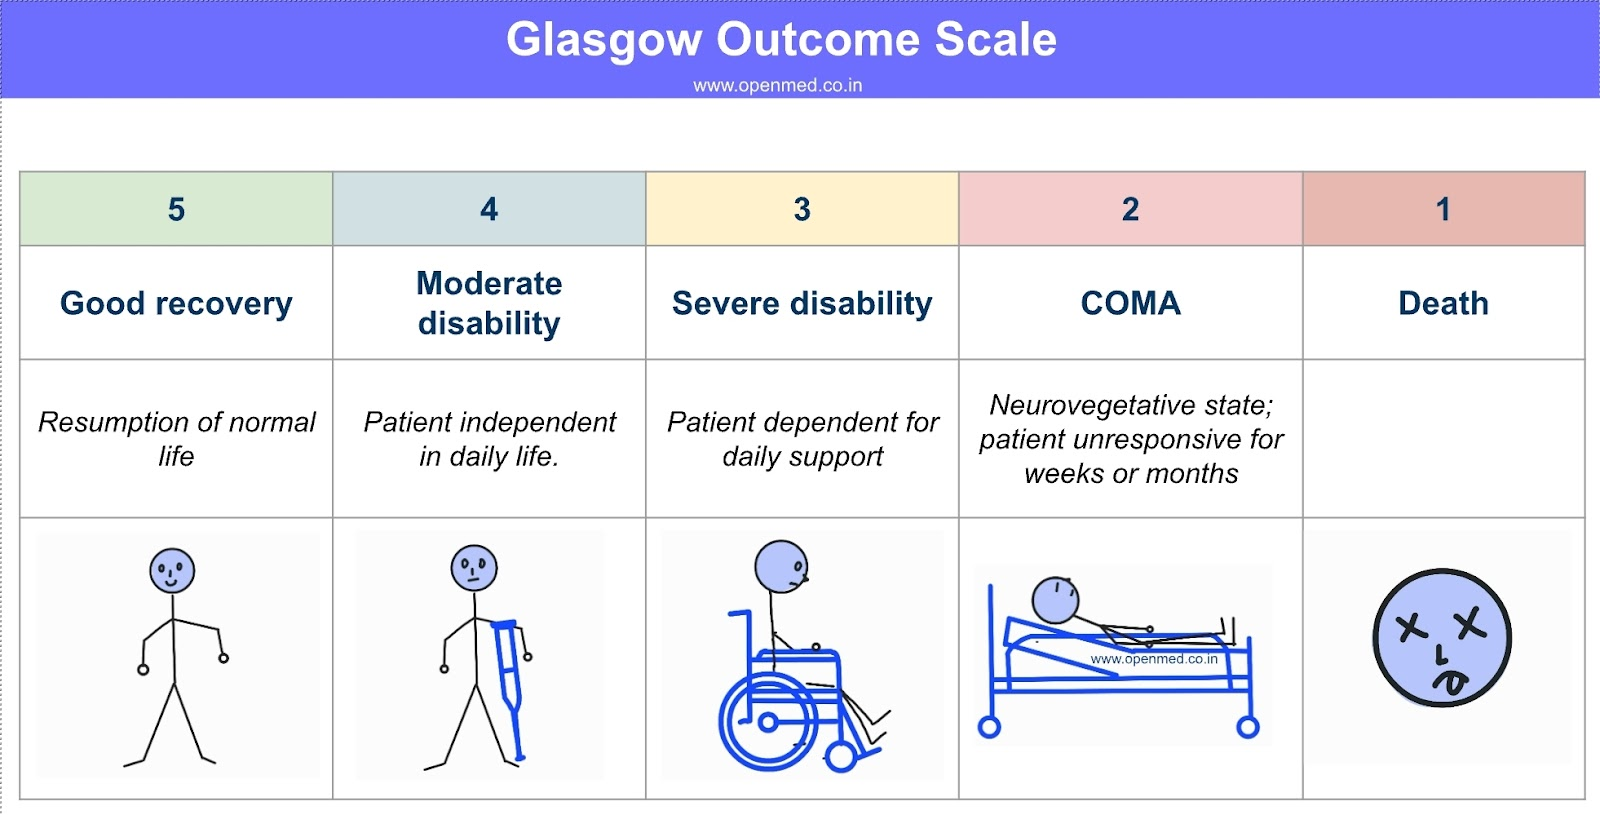 Glasgow Outcome Scale
www.openmed.co.in
5
4
3
2
1
Good recovery
Moderate
disability
Severe disability
COMA
Death
Resumption of normal
life
Patient independent
in daily life.
Patient dependent for
daily support
Neurovegetative state;
patient unresponsive for
weeks or months
www.openmed.co.in